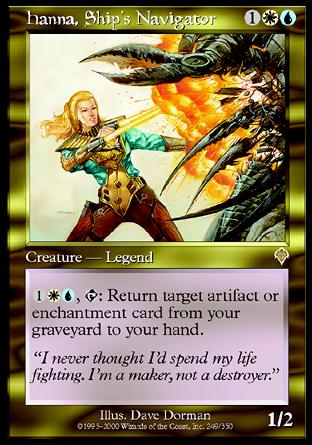 Hanna, Ship's Navigator 1
Creature — Legend
1, : Return target artifact or
enchantment card from your
graveyard to your hand.
"I never thought I'd spend my life
fighting. I'm a maker, not a destroyer."
Illus. Dave Dorman
©1993–2000 Wizards of the Coast, Inc. 249/350
1/2